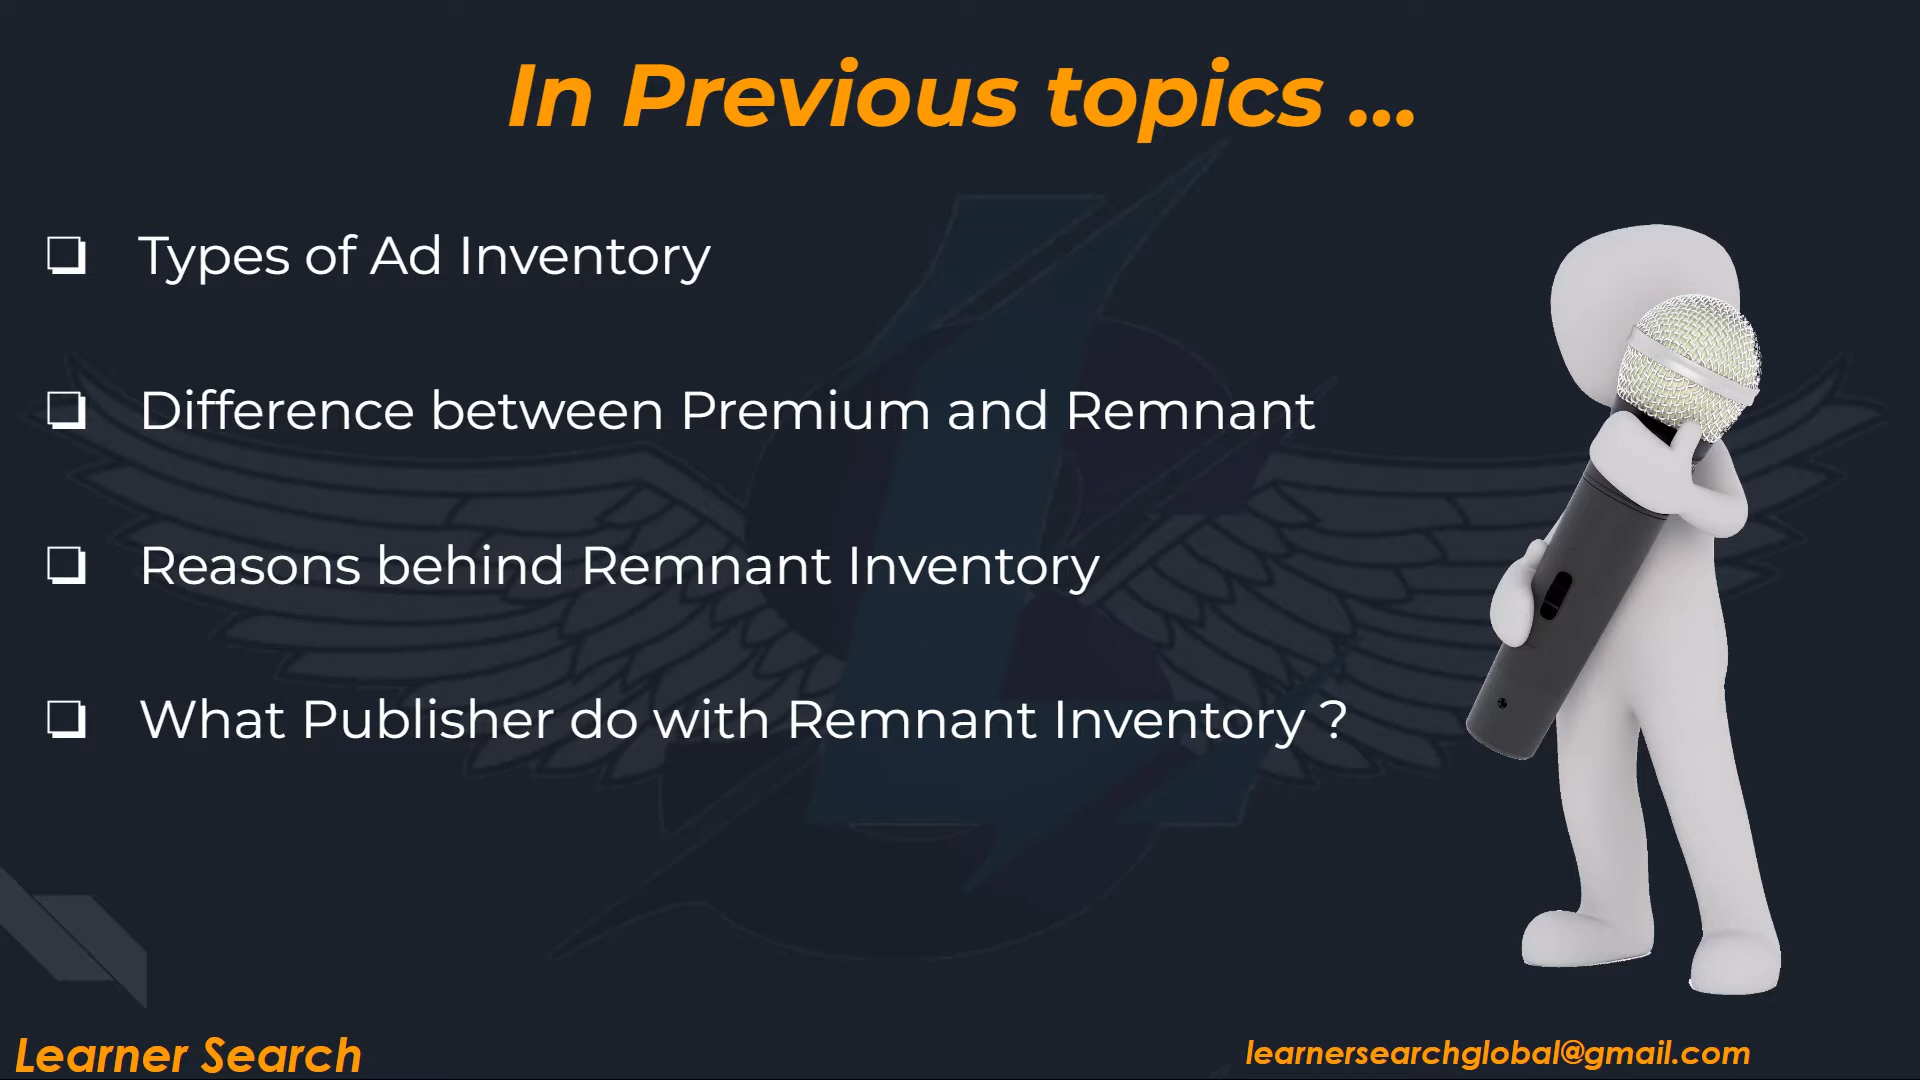 In Previous topics ...
❏ Types of Ad Inventory
❏ Difference between Premium and Remnant
❏ Reasons behind Remnant Inventory
❏ What Publisher do with Remnant Inventory ?
Learner Search
learnersearchglobal@gmail.com